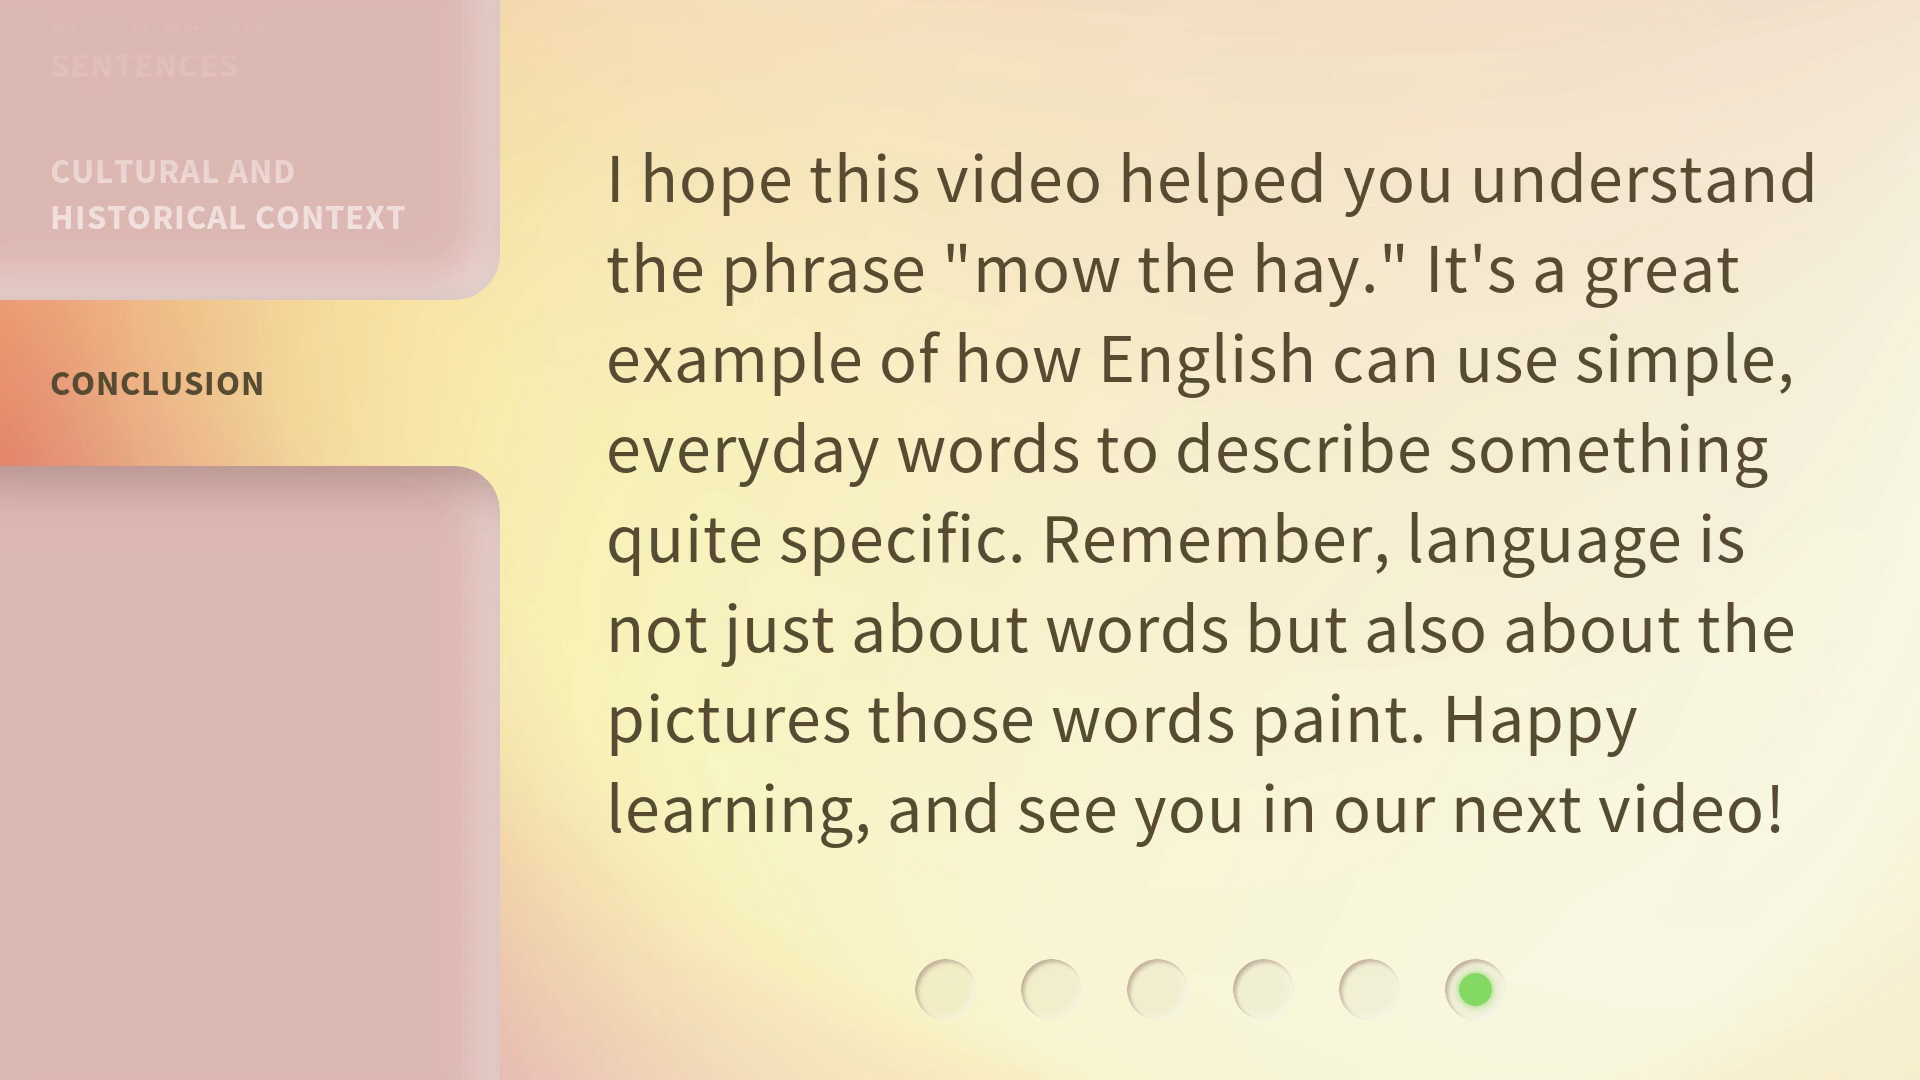 SENTENCES
CULTURAL AND
HISTORICAL CONTEXT
CONCLUSION
I hope this video helped you understand
the phrase "mow the hay." It's a great
example of how English can use simple,
everyday words to describe something
quite specific. Remember, language is
not just about words but also about the
pictures those words paint. Happy
learning, and see you in our next video!